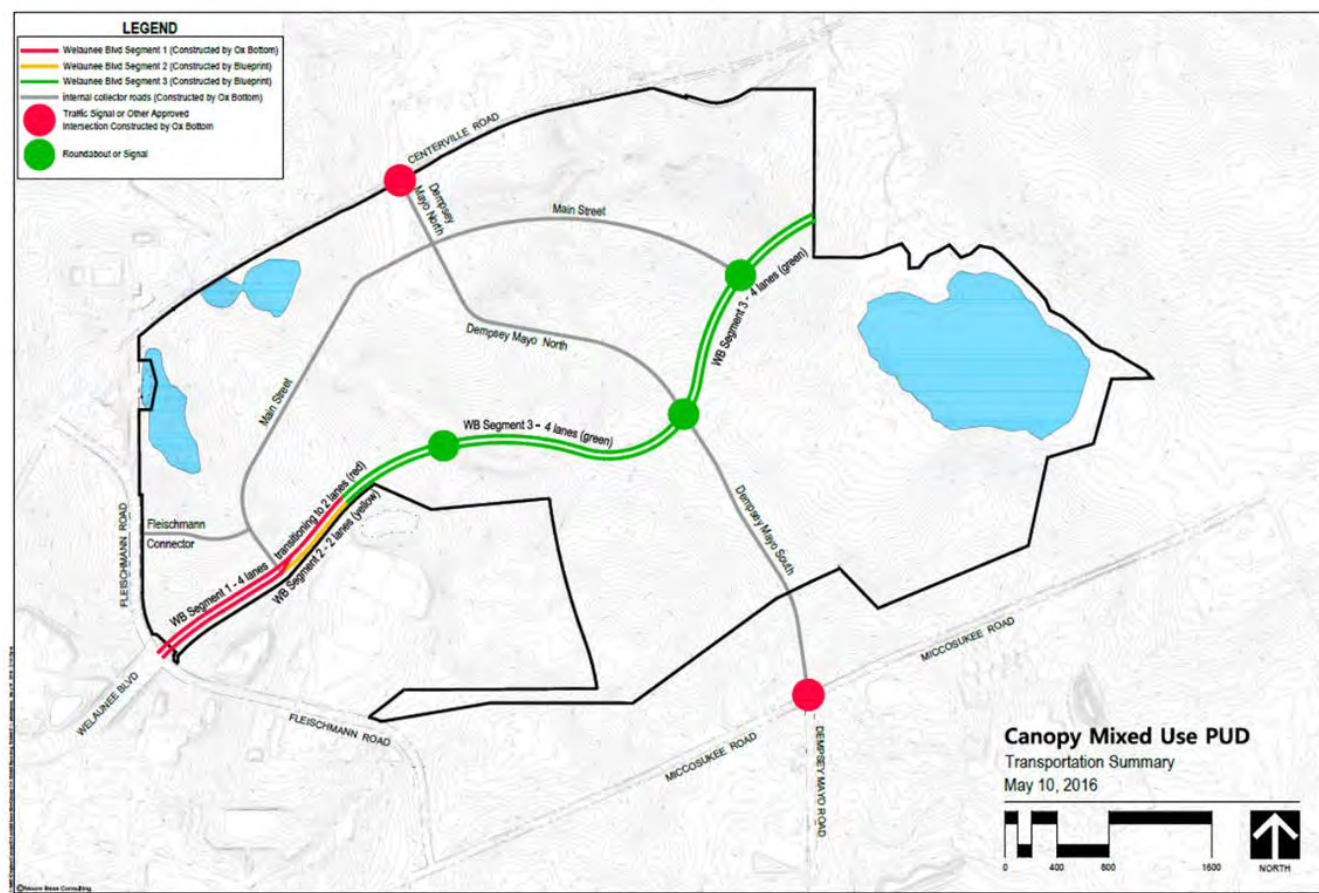 LEGEND
Welaunee Blvd Segment 1 (Constructed by Ox Bottom)
Welaunee Blvd Segment 2 (Constructed by Blueprint)
Welaunee Blvd Segment 3 (Constructed by Blueprint)
internal collector roads (Constructed by Ox Bottom)
Traffic Signal or Other Approved
Intersection Constructed by Ox Bottom
Roundabout or Signal
CENTERVILLE ROAD
Dempsey
Mayo North
Main Street
WB Segment 3 - 4 lanes (green)
Dempsey Mayo North
Main Street
WB Segment 3 - 4 lanes (green)
transitioning to 2 lanes (red)
WB Segment 2 - 2 lanes (yellow)
Dempsey Mayo South
Fleischmann
Connector
FLEISCHMANN ROAD
WB Segment 1 - 4 lanes
WELAUNEE BLVD
FLEISCHMANN ROAD
MICCOSUKEE ROAD
MICCOSUKEE ROAD
DEMPSEY MAYO ROAD
Canopy Mixed Use PUD
Transportation Summary
May 10, 2016
0 400 800 1600
NORTH
©Moore Bass Consulting